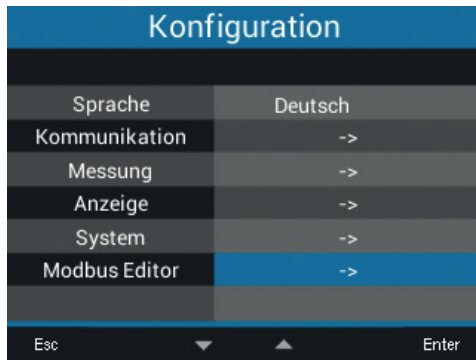 Konfiguration
Sprache Deutsch
Kommunikation ->
Messung ->
Anzeige ->
System ->
Modbus Editor ->
Esc Enter